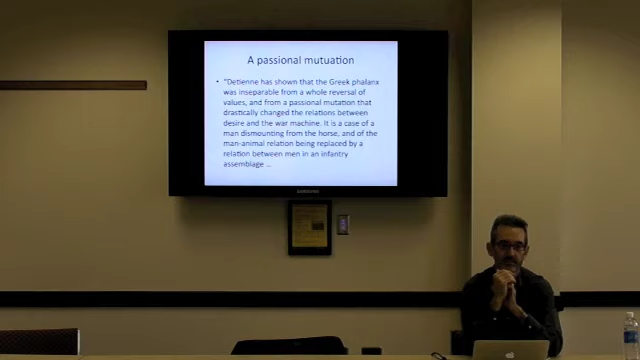 A passional mutuation
• "Detienne has shown that the Greek phalanx
was inseparable from a whole reversal of
values, and from a passional mutation that
drastically changed the relations between
desire and the war machine. It is a case of a
man dismounting from the horse, and of the
man-animal relation being replaced by a
relation between men in an infantry
assemblage ...
SAMSUNG